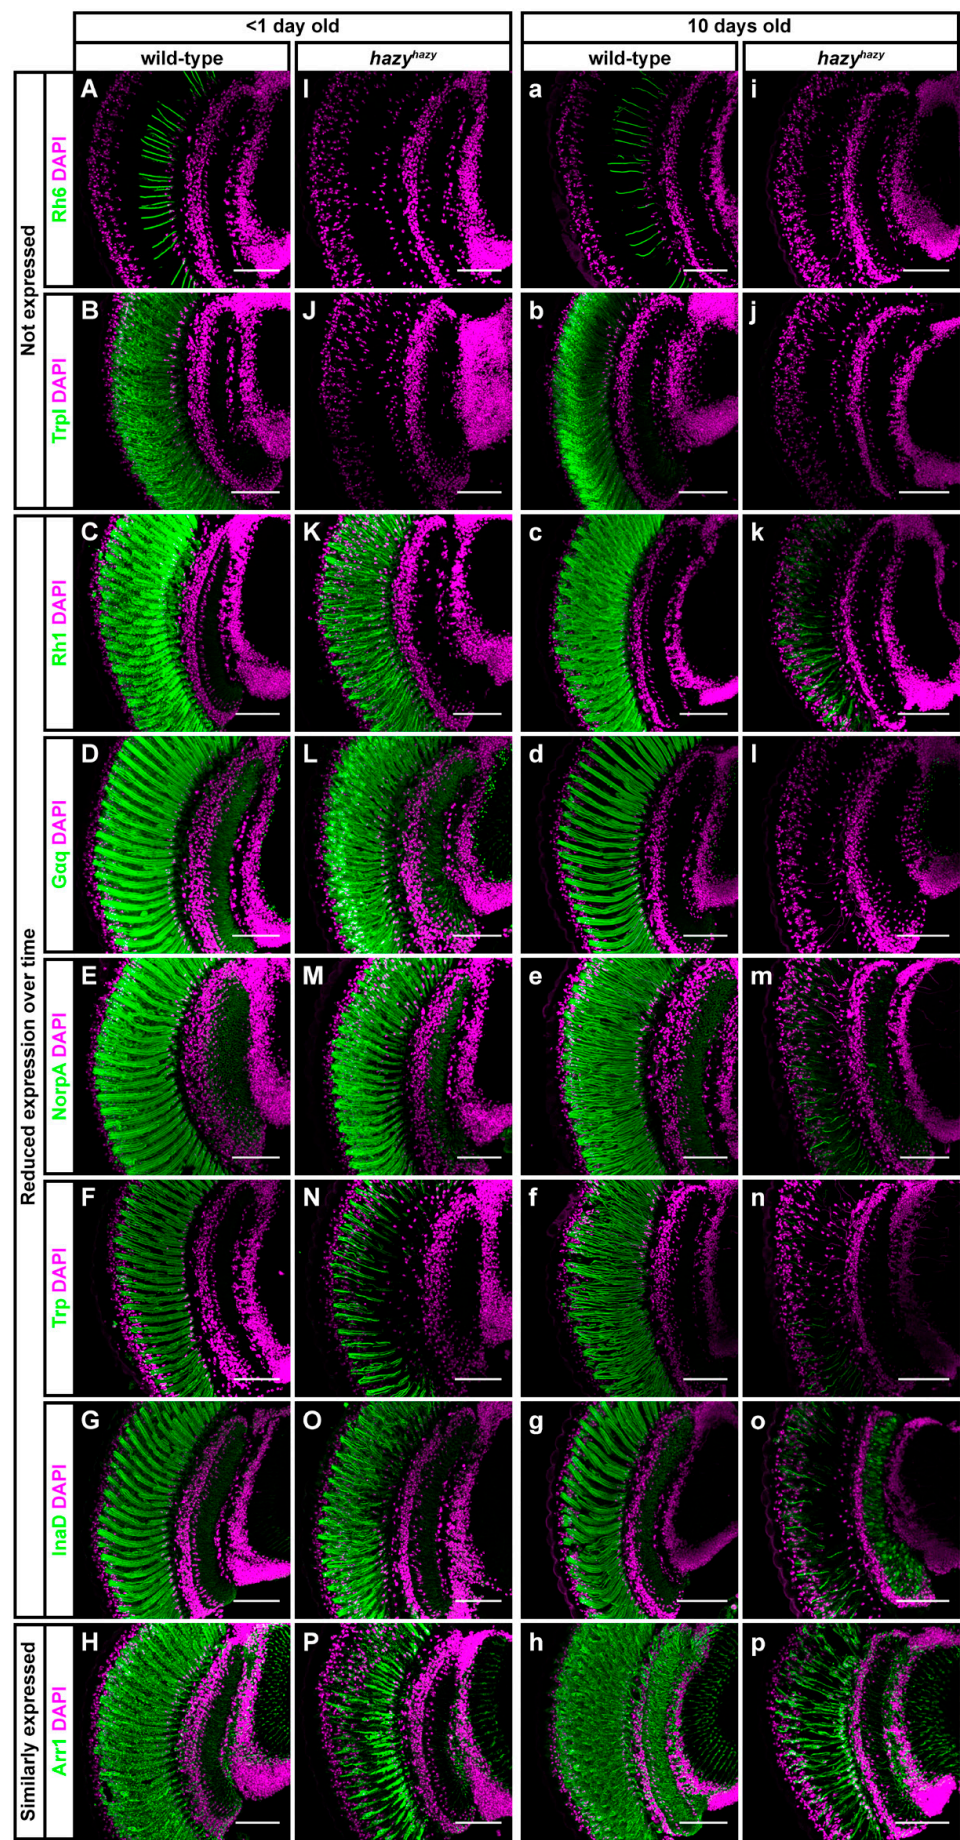 <1 day old
10 days old
wild-type
hazyhazy
wild-type
hazyhazy
Not expressed
Rh6 DAPI
A
I
a
i
Trpl DAPI
B
J
b
j
Reduced expression over time
Rh1 DAPI
C
K
c
k
Gαq DAPI
D
L
d
l
NorpA DAPI
E
M
e
m
Trp DAPI
F
N
f
n
InaD DAPI
G
O
g
o
Similarly expressed
Arr1 DAPI
H
P
h
p